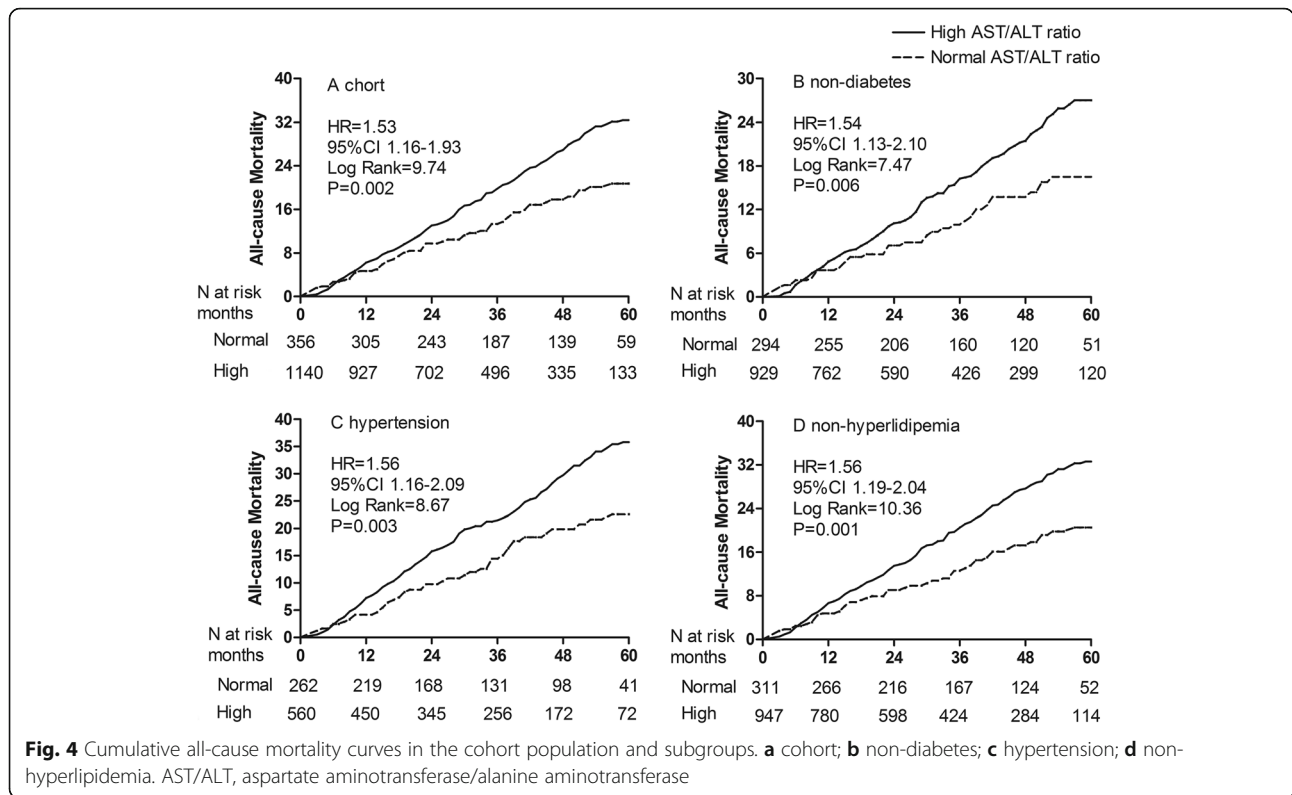 High AST/ALT ratio
Normal AST/ALT ratio
A chort
HR=1.53
95%CI 1.16-1.93
Log Rank=9.74
P=0.002
All-cause Mortality
40
32
24
16
8
0
N at risk
months
0 12 24 36 48 60
Normal 356 305 243 187 139 59
High 1140 927 702 496 335 133
B non-diabetes
HR=1.54
95%CI 1.13-2.10
Log Rank=7.47
P=0.006
All-cause Mortality
30
24
18
12
6
0
N at risk
months
0 12 24 36 48 60
Normal 294 255 206 160 120 51
High 929 762 590 426 299 120
C hypertension
HR=1.56
95%CI 1.16-2.09
Log Rank=8.67
P=0.003
All-cause Mortality
40
35
30
25
20
15
10
5
0
N at risk
months
0 12 24 36 48 60
Normal 262 219 168 131 98 41
High 560 450 345 256 172 72
D non-hyperlidipemia
HR=1.56
95%CI 1.19-2.04
Log Rank=10.36
P=0.001
All-cause Mortality
40
32
24
16
8
0
N at risk
months
0 12 24 36 48 60
Normal 311 266 216 167 124 52
High 947 780 598 424 284 114
Fig. 4 Cumulative all-cause mortality curves in the cohort population and subgroups. a cohort; b non-diabetes; c hypertension; d non-
hyperlipidemia. AST/ALT, aspartate aminotransferase/alanine aminotransferase